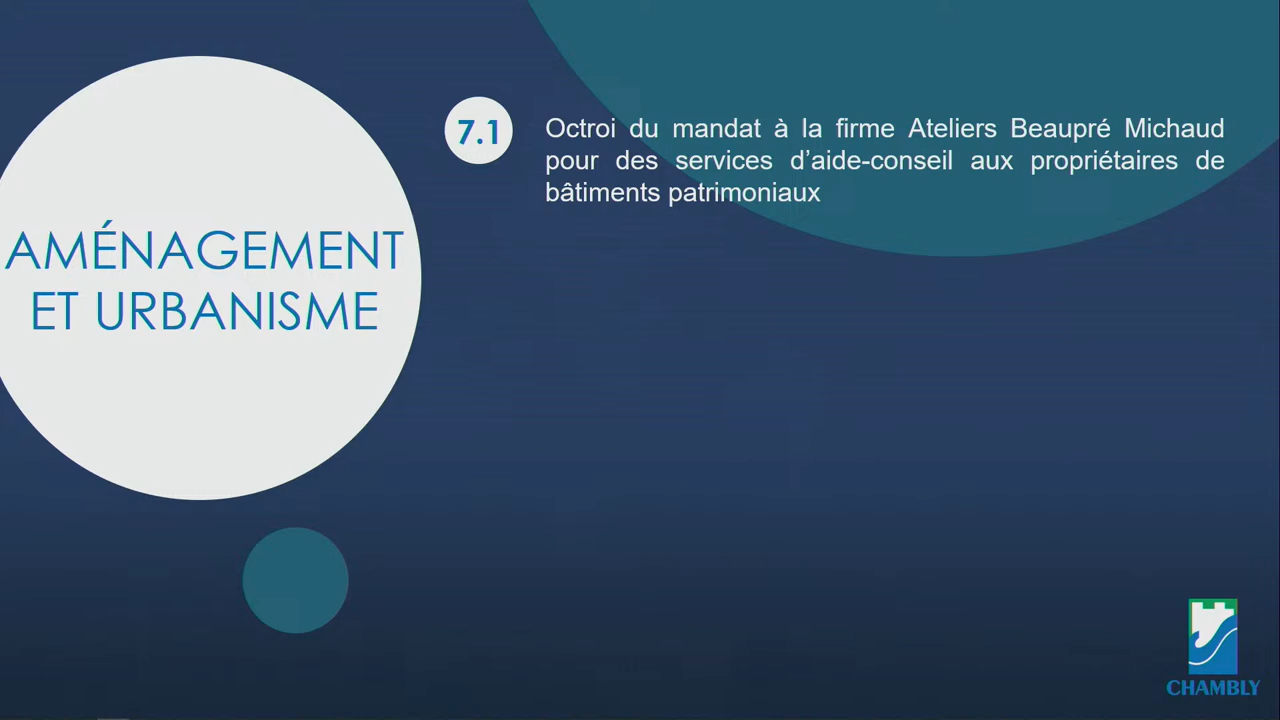 AMÉNAGEMENT
ET URBANISME
7.1
Octroi du mandat à la firme Ateliers Beaupré Michaud
pour des services d’aide-conseil aux propriétaires de
bâtiments patrimoniaux
CHAMBLY